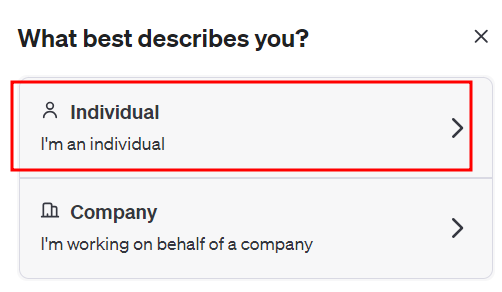 What best describes you?
Individual
I'm an individual
Company
I'm working on behalf of a company